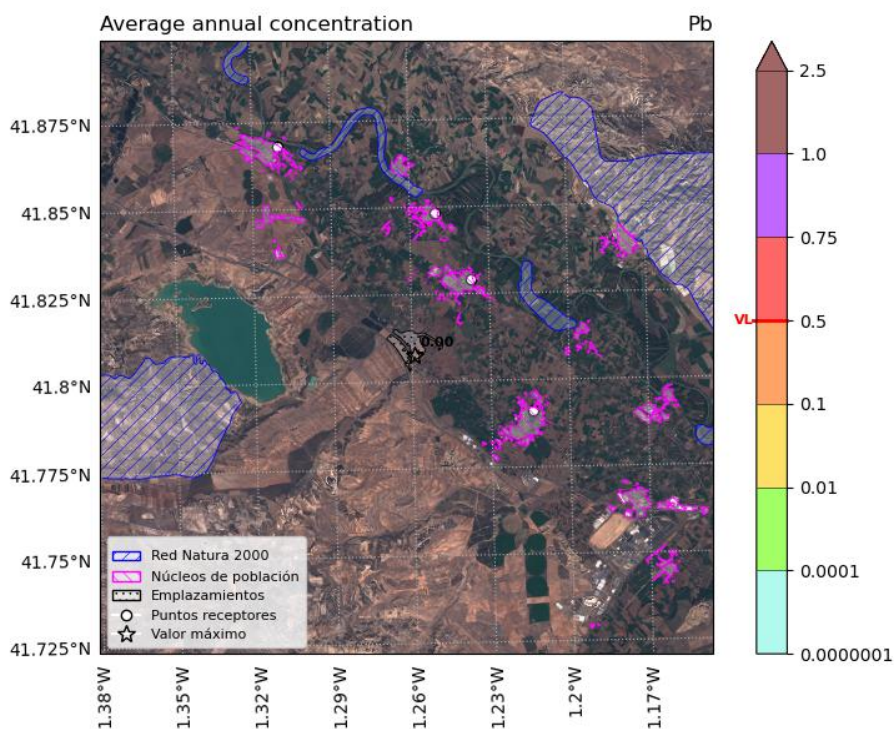 Average annual concentration Pb
41.875°N
41.85°N
41.825°N
41.8°N
41.775°N
41.75°N
41.725°N
0.00
Red Natura 2000
Núcleos de población
Emplazamientos
Puntos receptores
Valor máximo
1.38°W
1.35°W
1.32°W
1.29°W
1.26°W
1.23°W
1.2°W
1.17°W
2.5
1.0
0.75
VL
0.5
0.1
0.01
0.0001
0.0000001